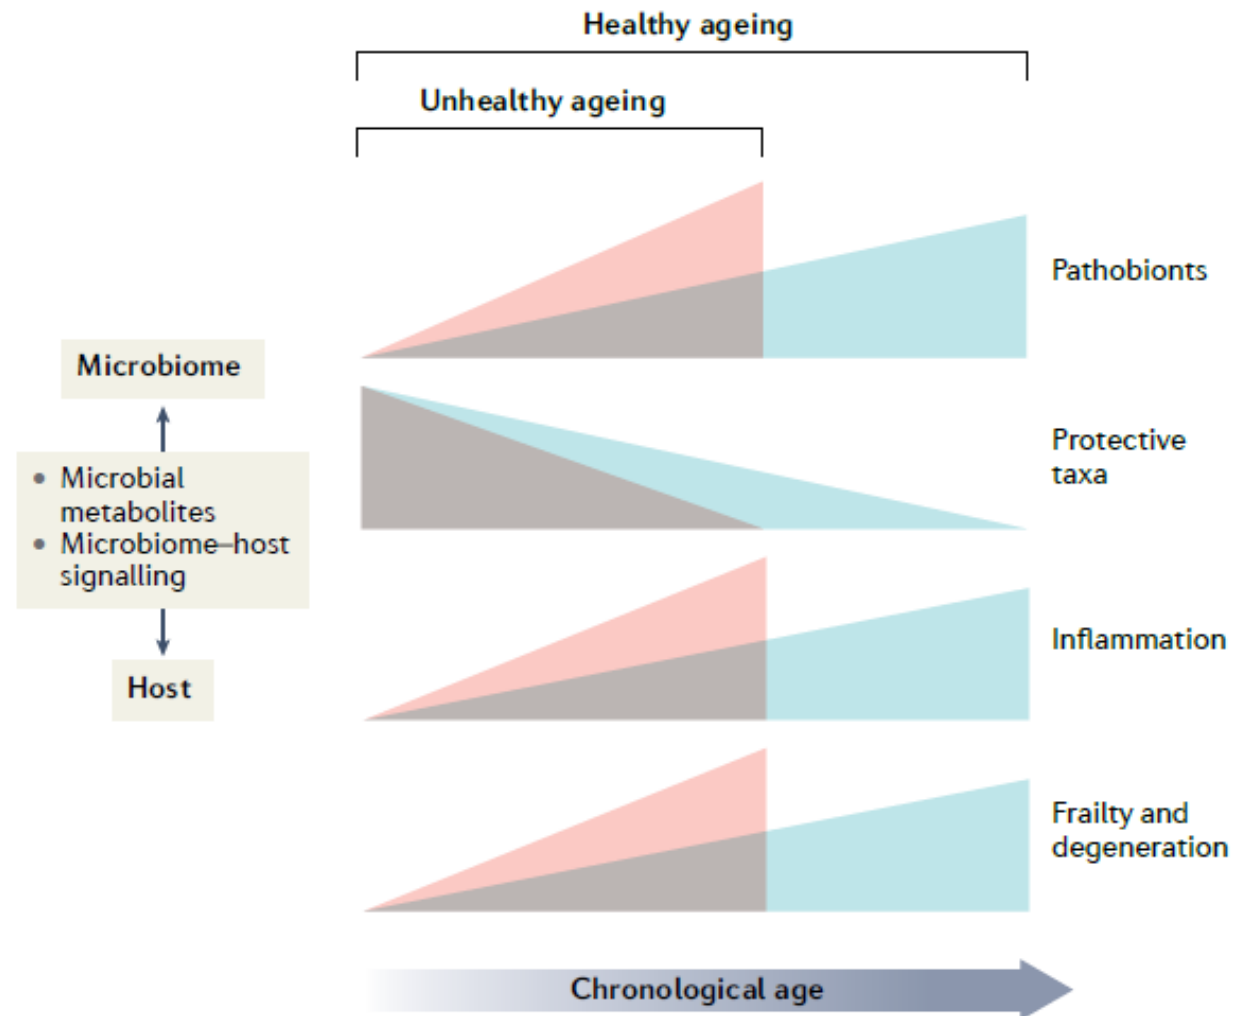 Healthy ageing
Unhealthy ageing
Pathobionts
Microbiome
Protective
taxa
• Microbial
metabolites
• Microbiome–host
signalling
Inflammation
Host
Frailty and
degeneration
Chronological age